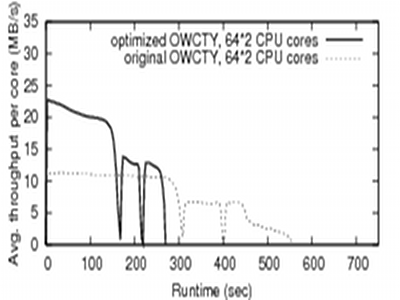 Avg. throughput per core (MB/s)
35
30
25
20
15
10
5
0
optimized OWCTY, 64*2 CPU cores
original OWCTY, 64*2 CPU cores
0 100 200 300 400 500 600 700
Runtime (sec)